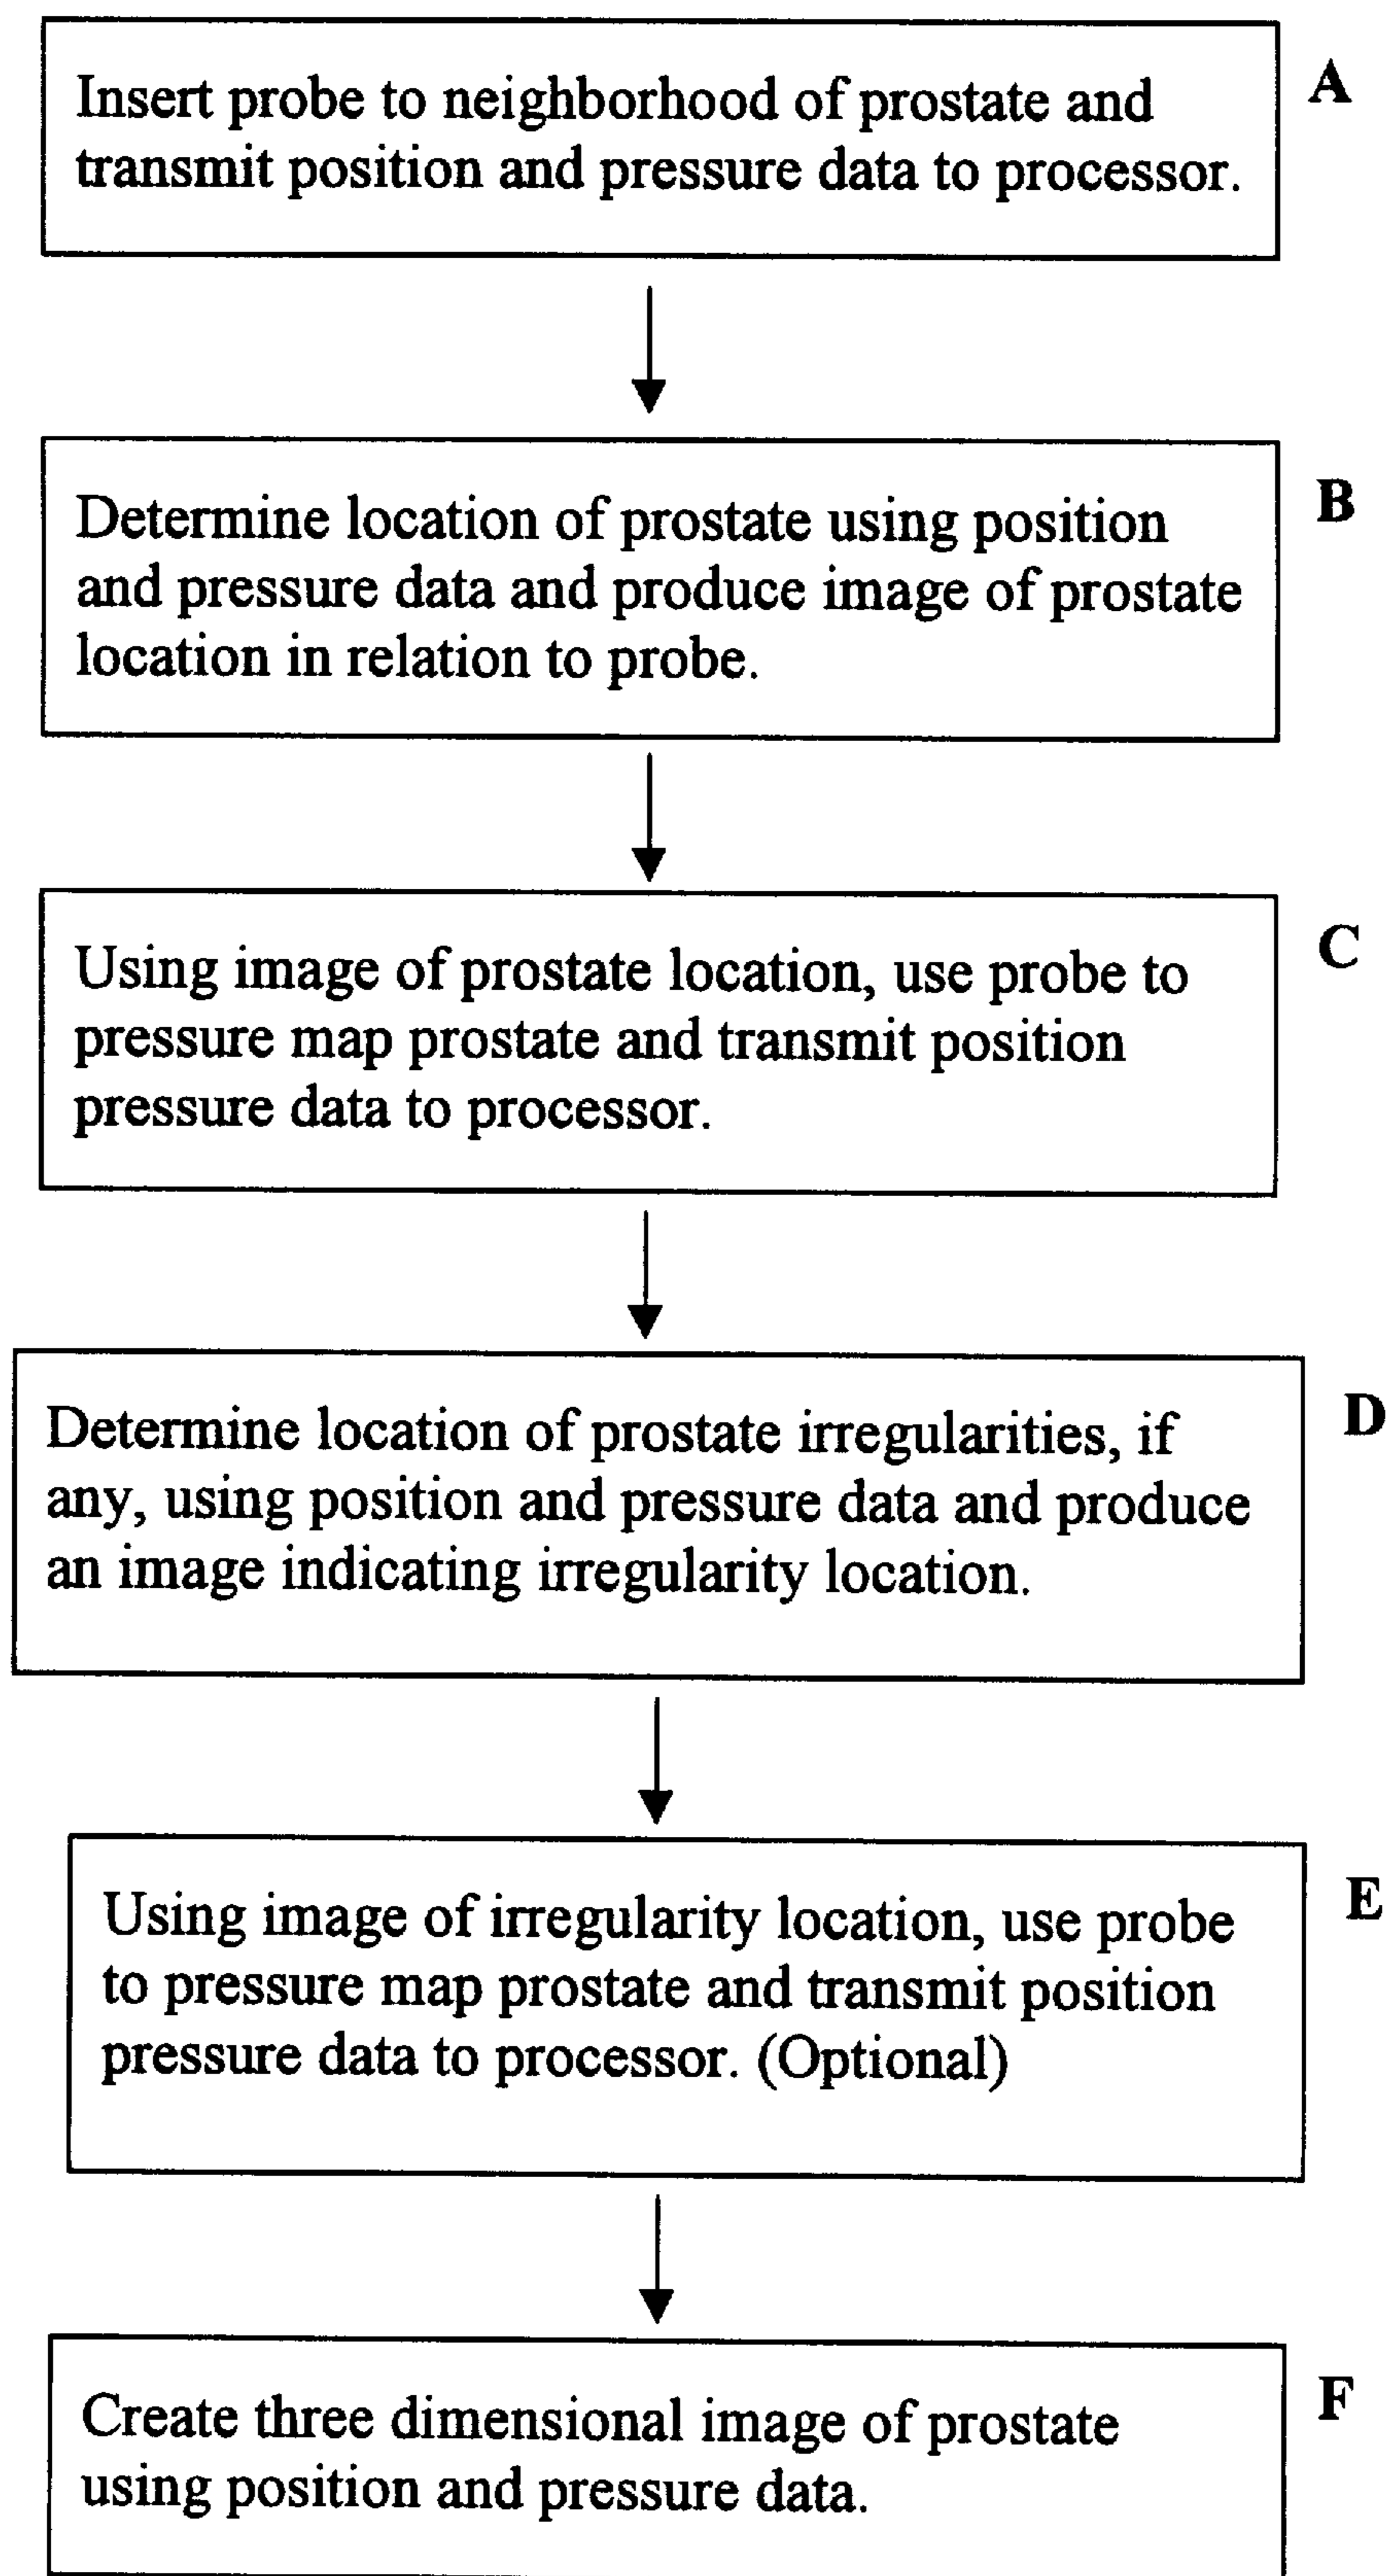 Insert probe to neighborhood of prostate and
transmit position and pressure data to processor.
A
Determine location of prostate using position
and pressure data and produce image of prostate
location in relation to probe.
B
Using image of prostate location, use probe to
pressure map prostate and transmit position
pressure data to processor.
C
Determine location of prostate irregularities, if
any, using position and pressure data and produce
an image indicating irregularity location.
D
Using image of irregularity location, use probe
to pressure map prostate and transmit position
pressure data to processor. (Optional)
E
Create three dimensional image of prostate
using position and pressure data.
F